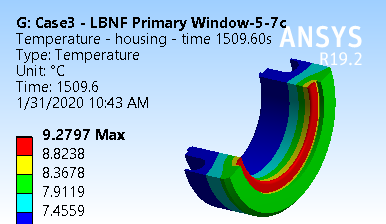 G: Case3 - LBNF Primary Window-5-7c
Temperature - housing - time 1509.60s
Type: Temperature
Unit: °C
Time: 1509.6
1/31/2020 10:43 AM
ANSYS
R19.2
9.2797 Max
8.8238
8.3678
7.9119
7.4559